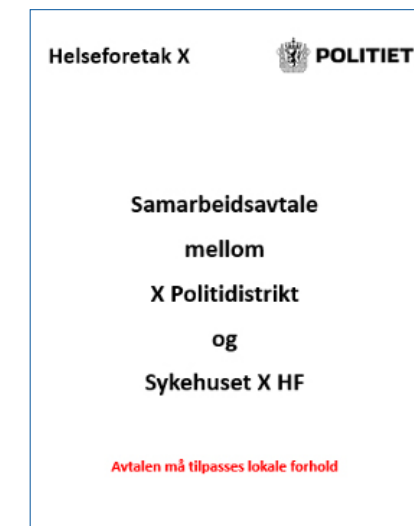 Helseforetak X
POLITIET
Samarbeidsavtale
mellom
X Politidistrikt
og
Sykehuset X HF
Avtalen må tilpasses lokale forhold